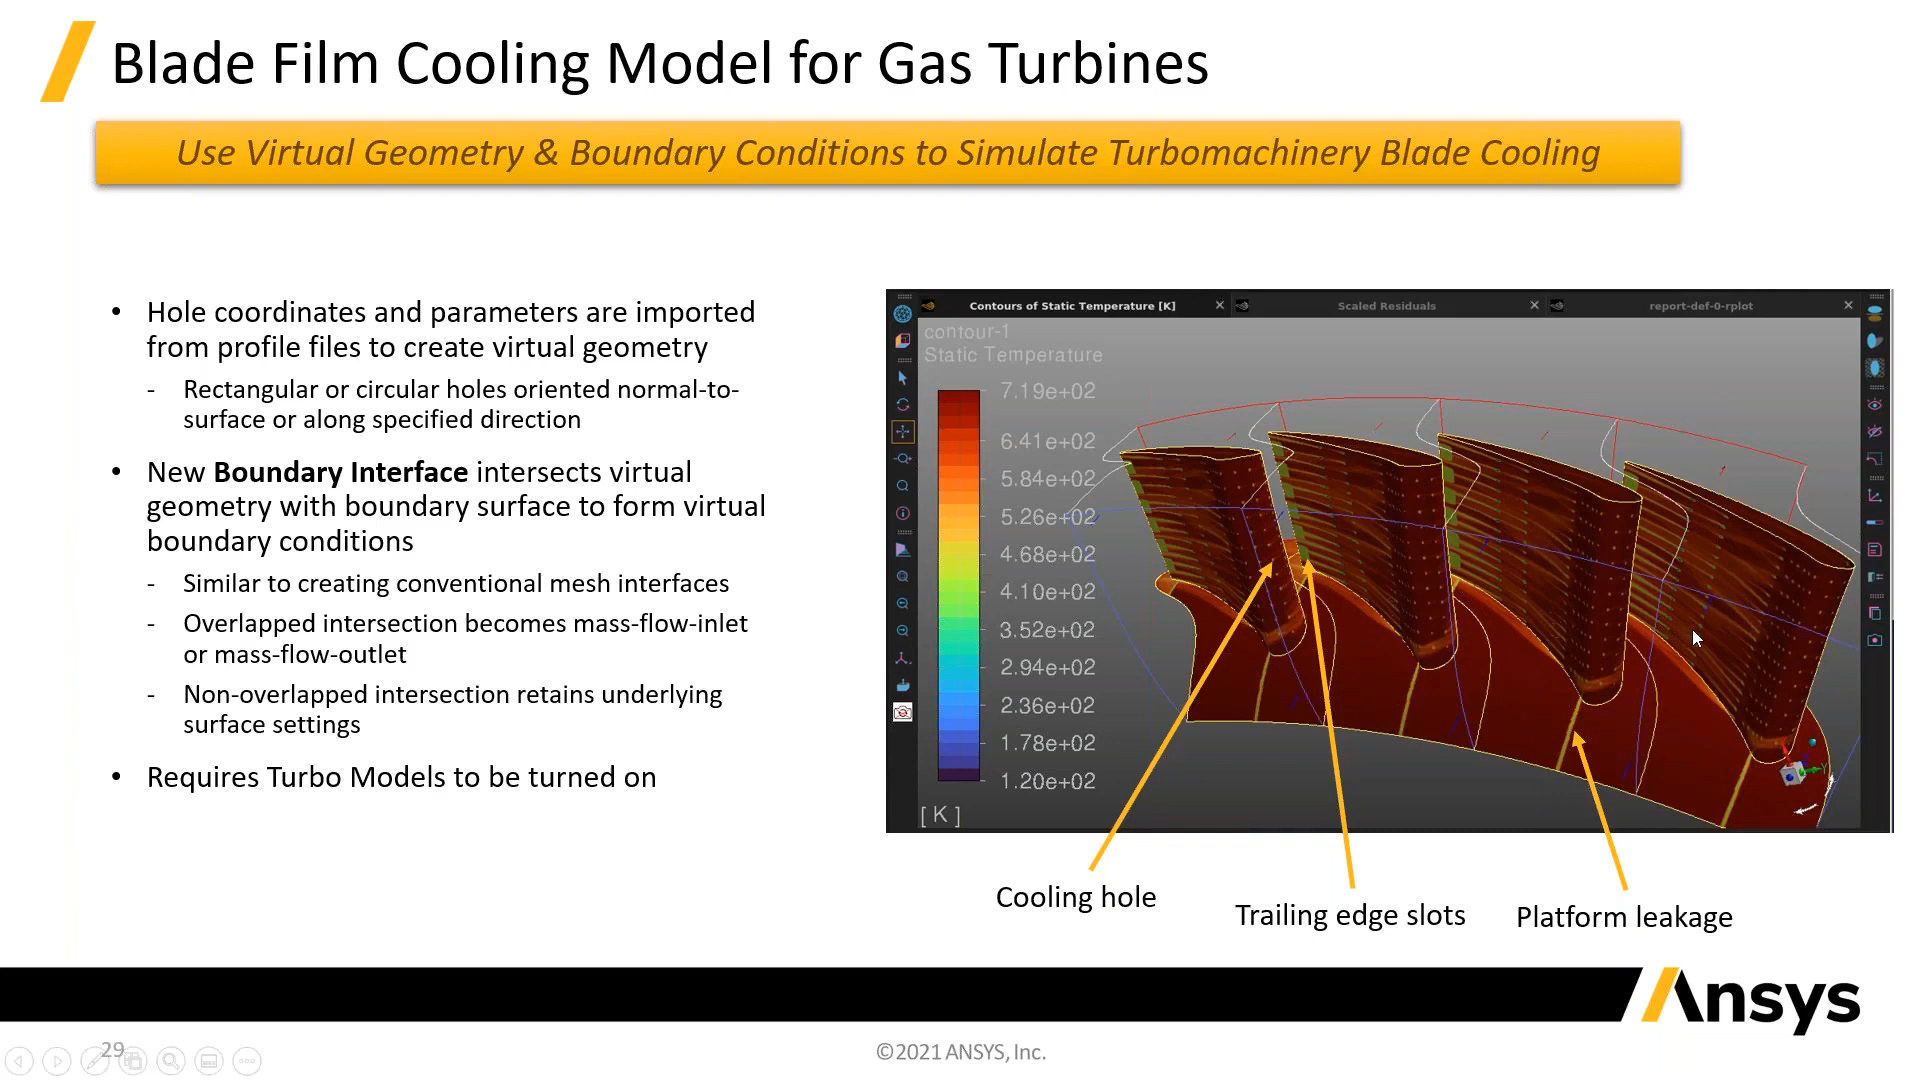 Blade Film Cooling Model for Gas Turbines
Use Virtual Geometry & Boundary Conditions to Simulate Turbomachinery Blade Cooling
• Hole coordinates and parameters are imported
from profile files to create virtual geometry
- Rectangular or circular holes oriented normal-to-
surface or along specified direction
• New Boundary Interface intersects virtual
geometry with boundary surface to form virtual
boundary conditions
- Similar to creating conventional mesh interfaces
- Overlapped intersection becomes mass-flow-inlet
or mass-flow-outlet
- Non-overlapped intersection retains underlying
surface settings
• Requires Turbo Models to be turned on
Contours of Static Temperature [K]
Scaled Residuals
report-def-0-rplot
contour-1
Static Temperature
7.19e+02
6.41e+02
5.84e+02
5.26e+02
4.68e+02
4.10e+02
3.52e+02
2.94e+02
2.36e+02
1.78e+02
1.20e+02
[ K ]
Y
Cooling hole
Trailing edge slots
Platform leakage
Ansys
29
©2021 ANSYS, Inc.